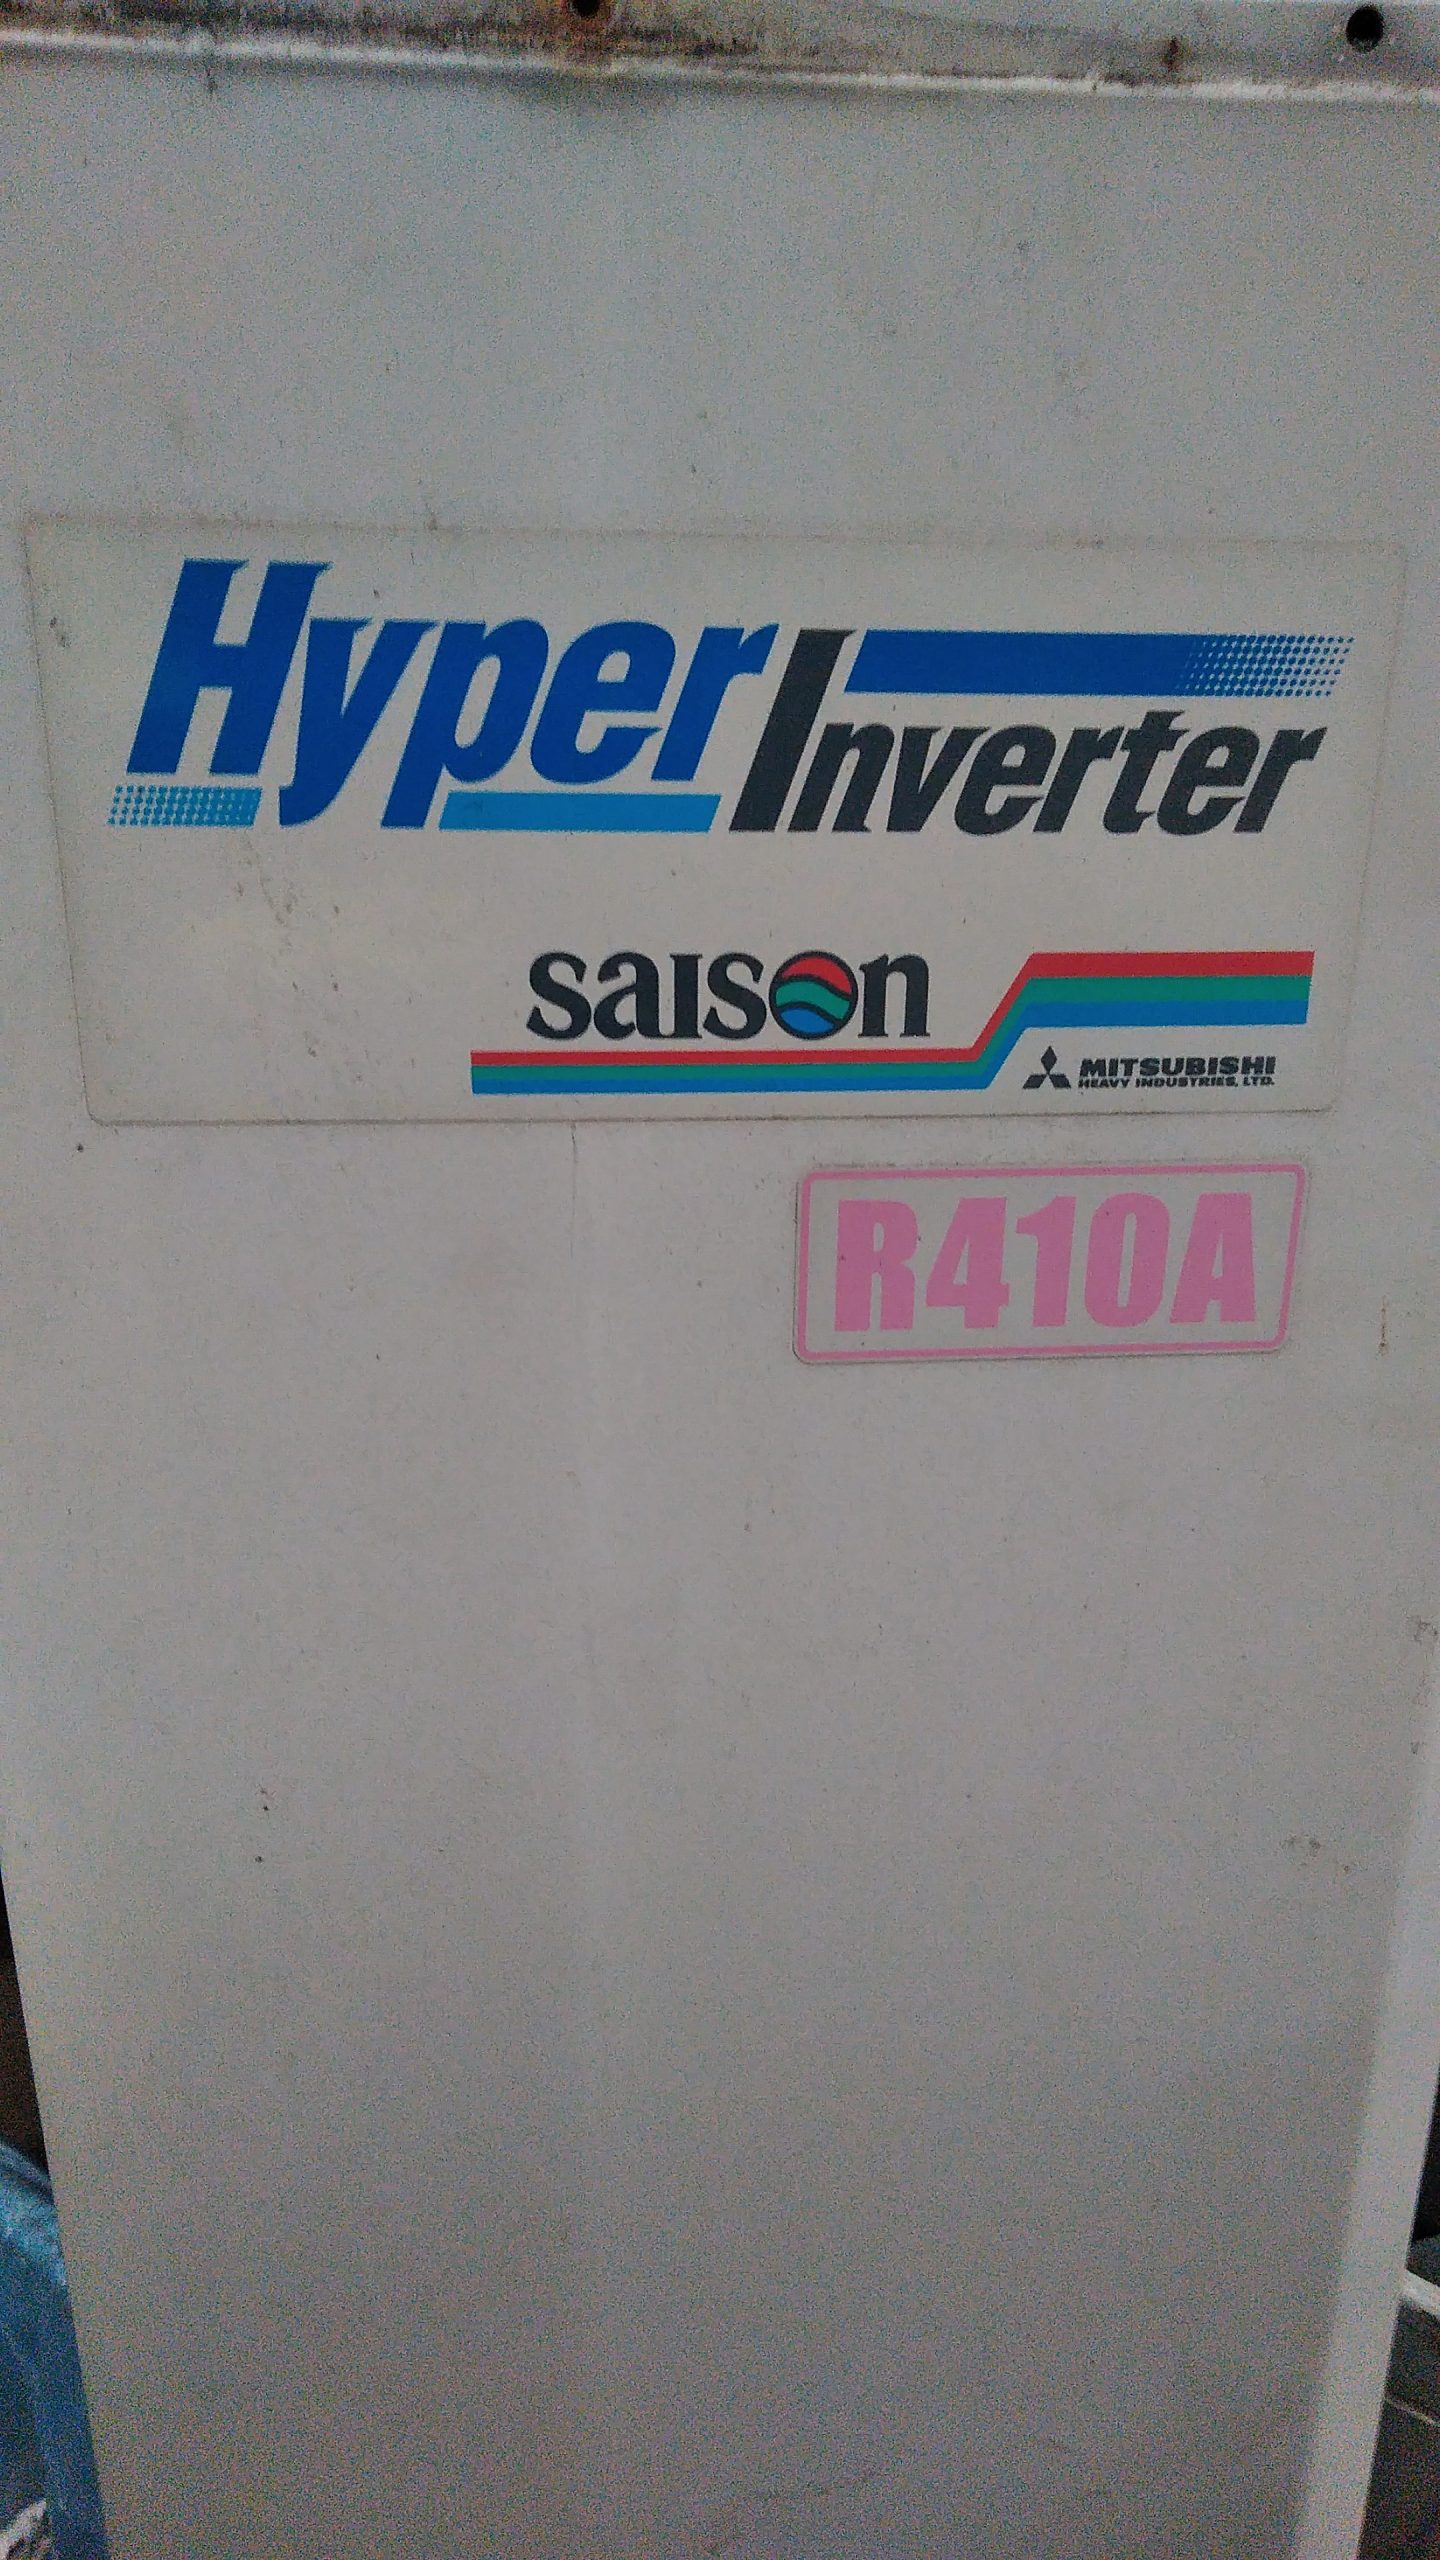 Hyper Inverter
saison
MITSUBISHI
HEAVY INDUSTRIES, LTD.
R410A